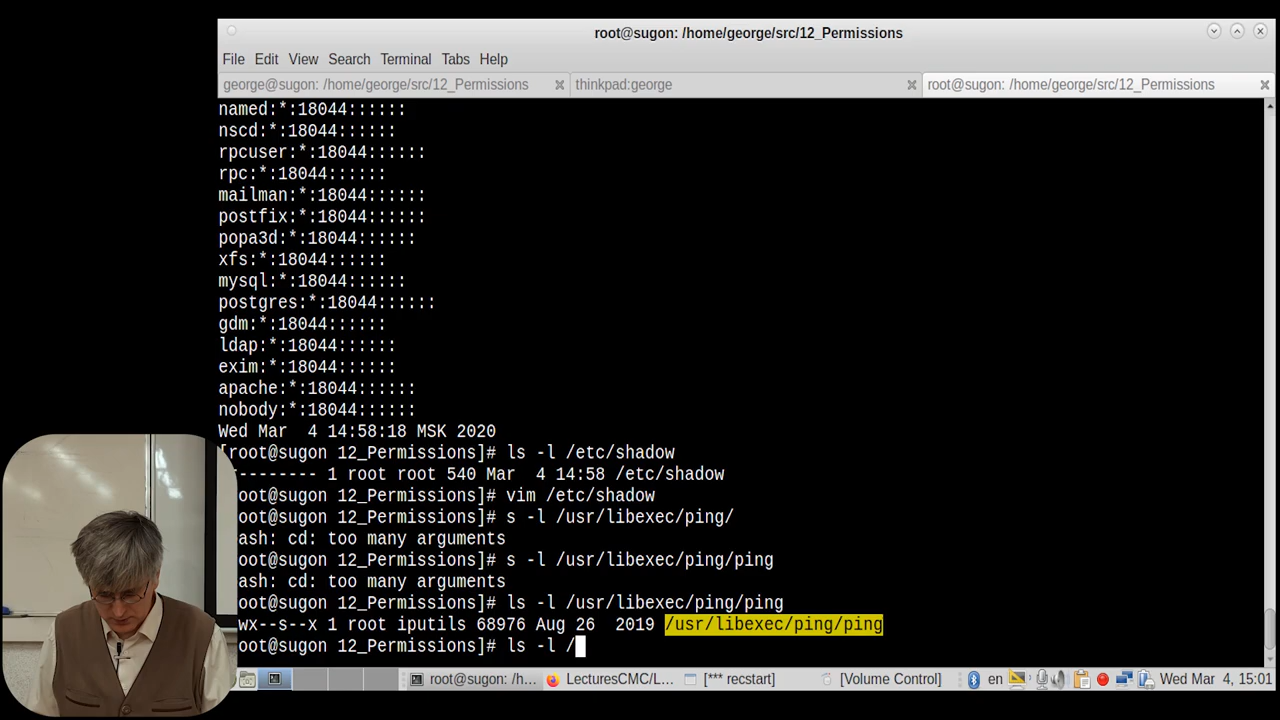 root@sugon: /home/george/src/12_Permissions
File Edit View Search Terminal Tabs Help
george@sugon: /home/george/src/12_Permissions
thinkpad:george
root@sugon: /home/george/src/12_Permissions
named:*:18044::::::
nscd:*:18044::::::
rpcuser:*:18044::::::
rpc:*:18044::::::
mailman:*:18044::::::
postfix:*:18044::::::
popa3d:*:18044::::::
xfs:*:18044::::::
mysql:*:18044::::::
postgres:*:18044::::::
gdm:*:18044::::::
ldap:*:18044::::::
exim:*:18044::::::
apache:*:18044::::::
nobody:*:18044::::::
Wed Mar  4 14:58:18 MSK 2020
[root@sugon 12_Permissions]# ls -l /etc/shadow
-------- 1 root root 540 Mar  4 14:58 /etc/shadow
root@sugon 12_Permissions]# vim /etc/shadow
root@sugon 12_Permissions]# s -l /usr/libexec/ping/
ash: cd: too many arguments
root@sugon 12_Permissions]# s -l /usr/libexec/ping/ping
ash: cd: too many arguments
root@sugon 12_Permissions]# ls -l /usr/libexec/ping/ping
wx--s--x 1 root iputils 68976 Aug 26  2019 /usr/libexec/ping/ping
root@sugon 12_Permissions]# ls -l /
root@sugon: /h...
LecturesCMC/L...
[*** recstart]
[Volume Control]
en
Wed Mar  4, 15:01